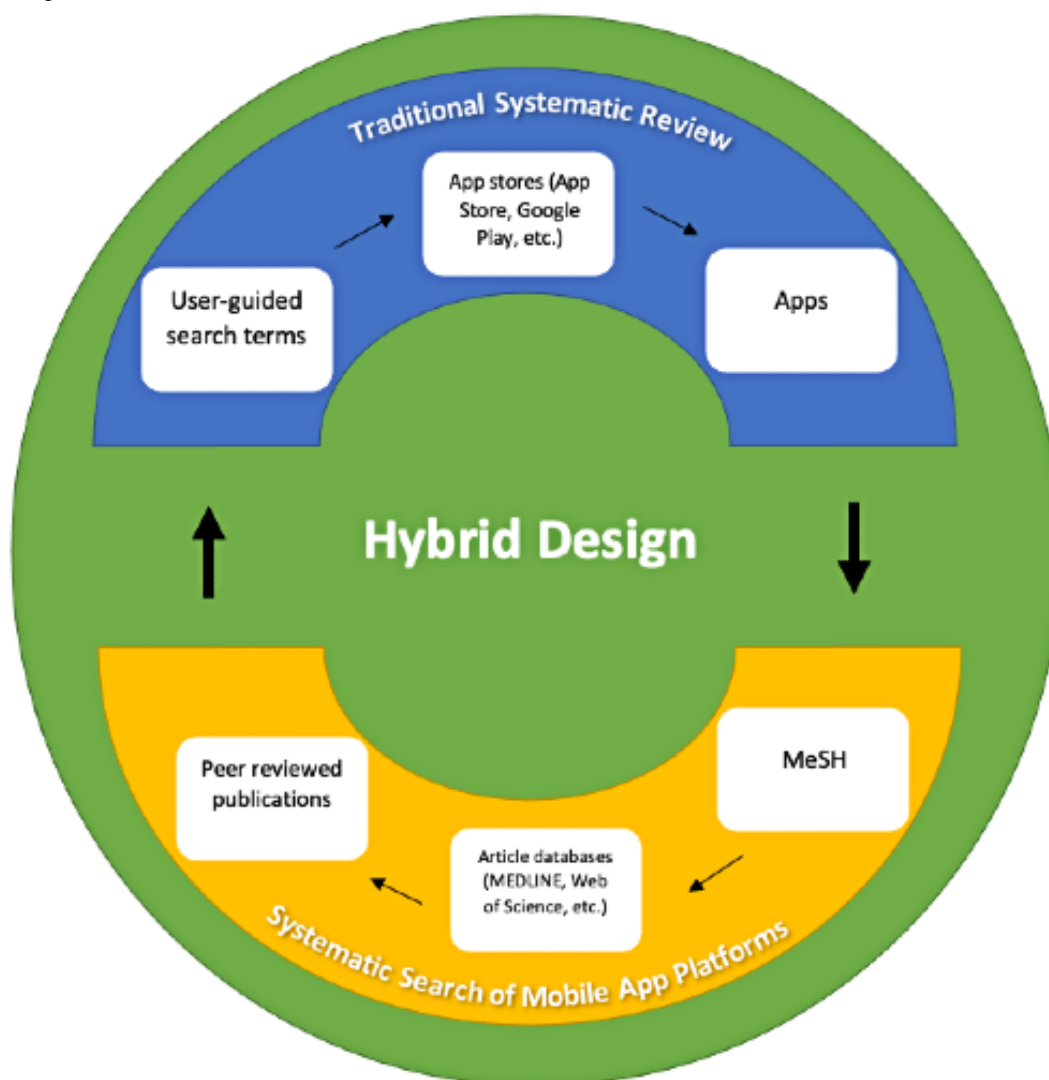 Traditional Systematic Review
App stores (App
Store, Google
Play, etc.)
User-guided
search terms
Apps
Hybrid Design
MeSH
Peer reviewed
publications
Article databases
(MEDLINE, Web
of Science, etc.)
Systematic Search of Mobile App Platforms